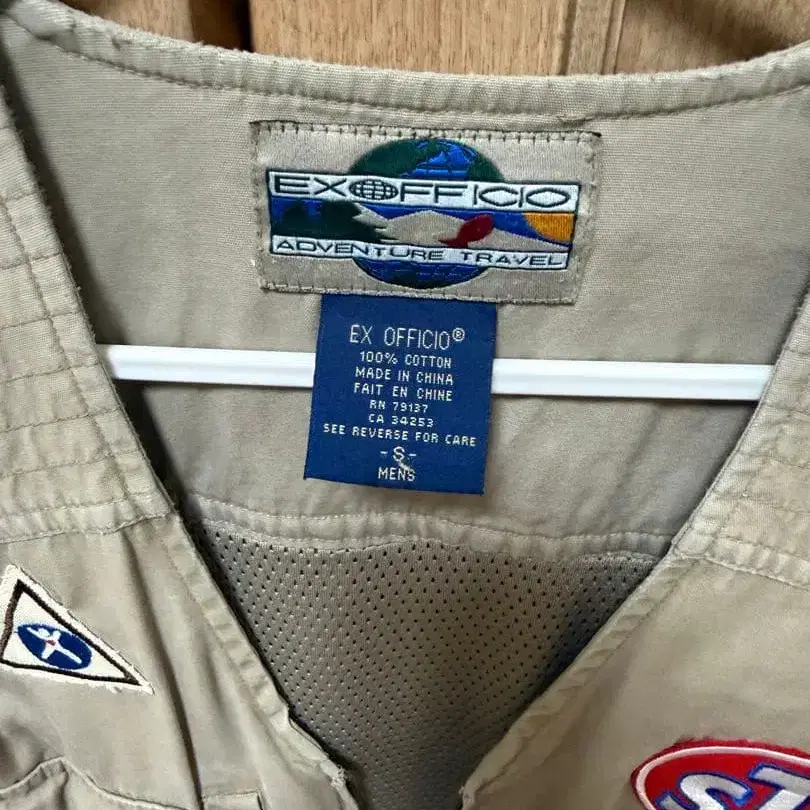 EXOFFICIO
ADVENTURE TRAVEL
EX OFFICIO®
100% COTTON
MADE IN CHINA
FAIT EN CHINE
RN 79137
CA 34253
SEE REVERSE FOR CARE
-S-
MENS